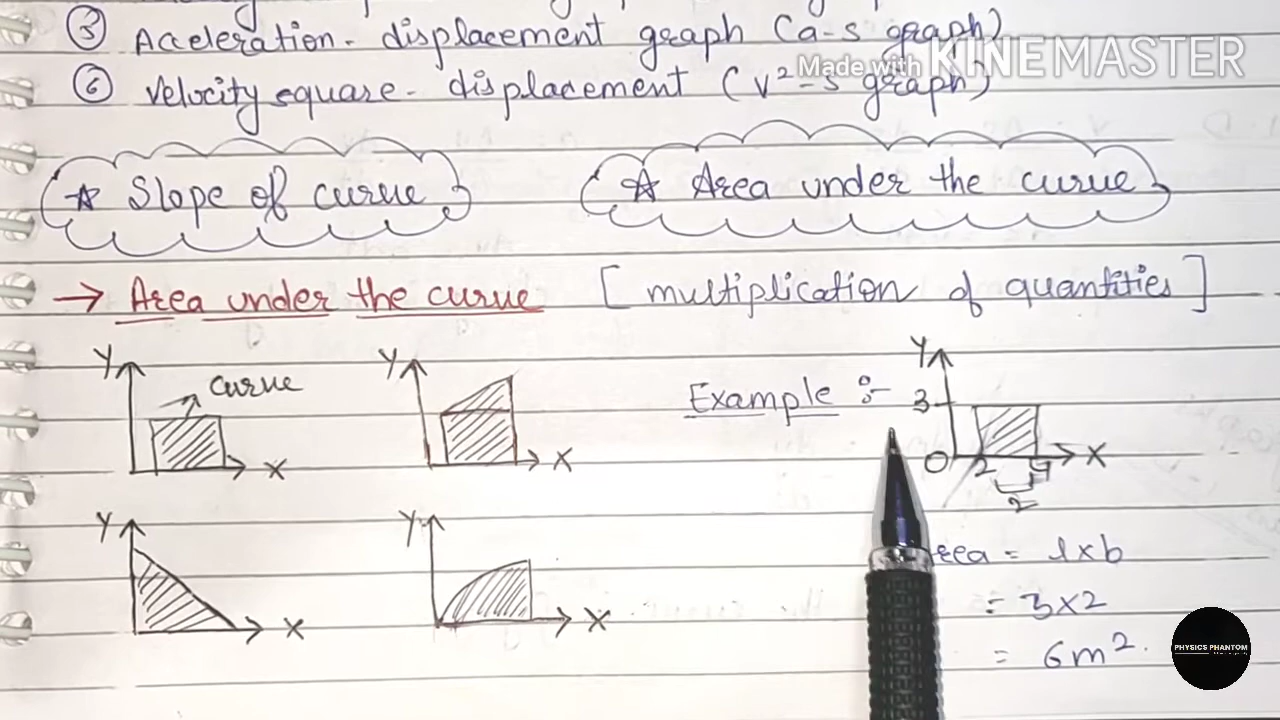 ③ Acceleration - displacement graph (a-s graph)
Made with KINEMASTER
⑥ Velocity square - displacement (v²-s graph)
☆ Slope of curve
☆ Area under the curve
→ Area under the curve [multiplication of quantities]
Y curve X
Y X
Example :-
Y 3 O 2 4 X
2
Y X
Y X
rea = l×b
= 3×2
= 6m².
PHYSICS PHANTOM